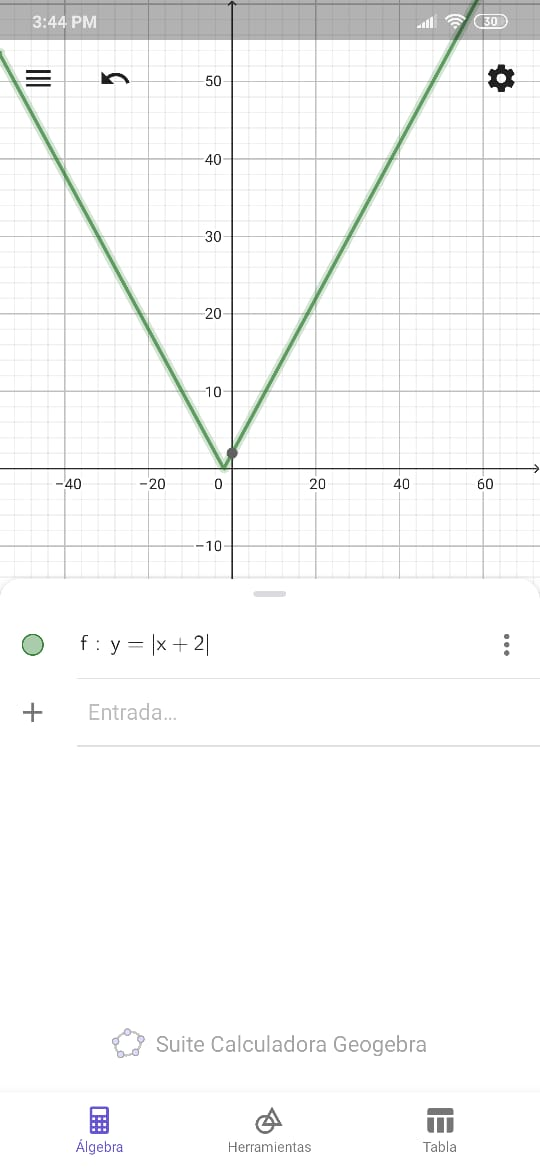 3:44 PM
30
50
40
30
20
10
−40
−20
0
20
40
60
−10
f : y = |x + 2|
Entrada...
Suite Calculadora Geogebra
Álgebra
Herramientas
Tabla